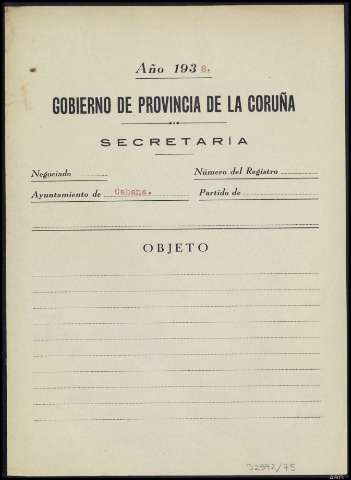 Año 1938.
GOBIERNO DE PROVINCIA DE LA CORUÑA
SECRETARÍA
Negociado
Número del Registro
Ayuntamiento de Cabana.
Partido de
OBJETO
32992/75